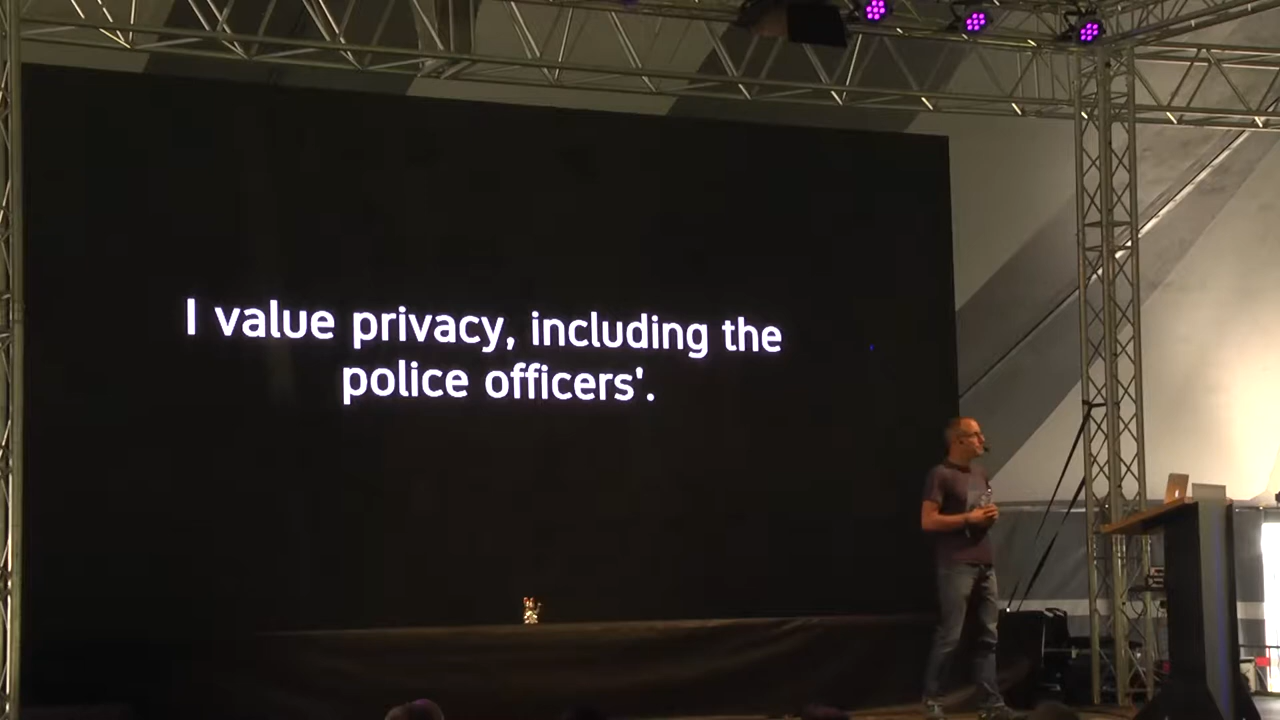 I value privacy, including the
police officers'.